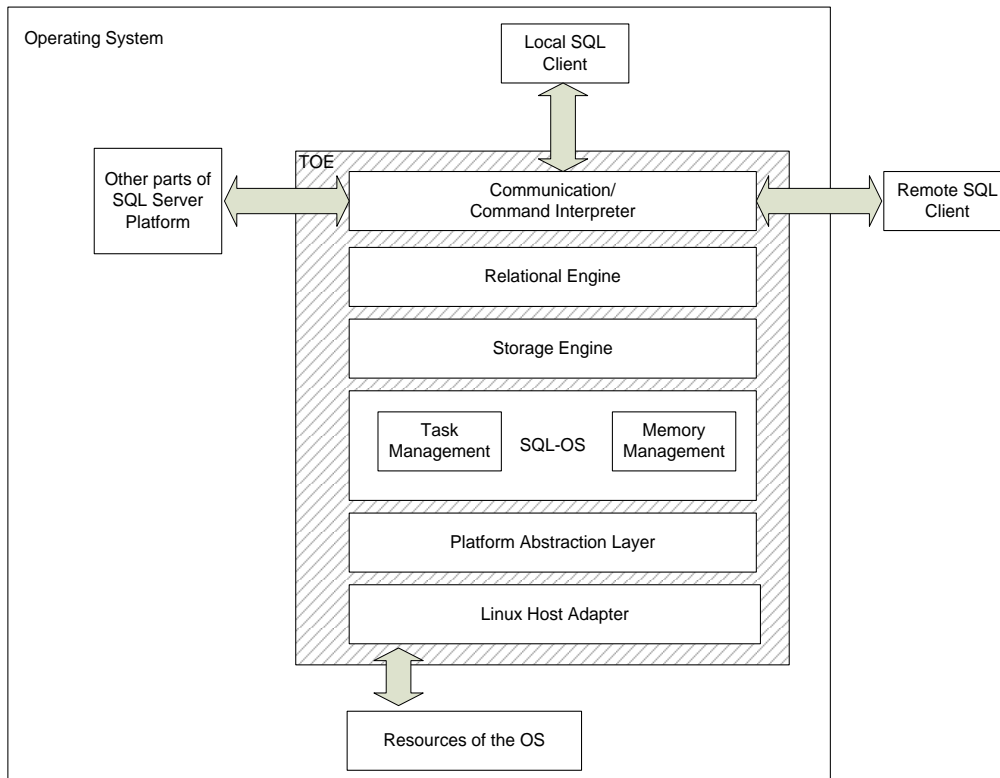 Operating System
Local SQL
Client
TOE
Other parts of
SQL Server
Platform
Communication/
Command Interpreter
Remote SQL
Client
Relational Engine
Storage Engine
Task
Management
SQL-OS
Memory
Management
Platform Abstraction Layer
Linux Host Adapter
Resources of the OS